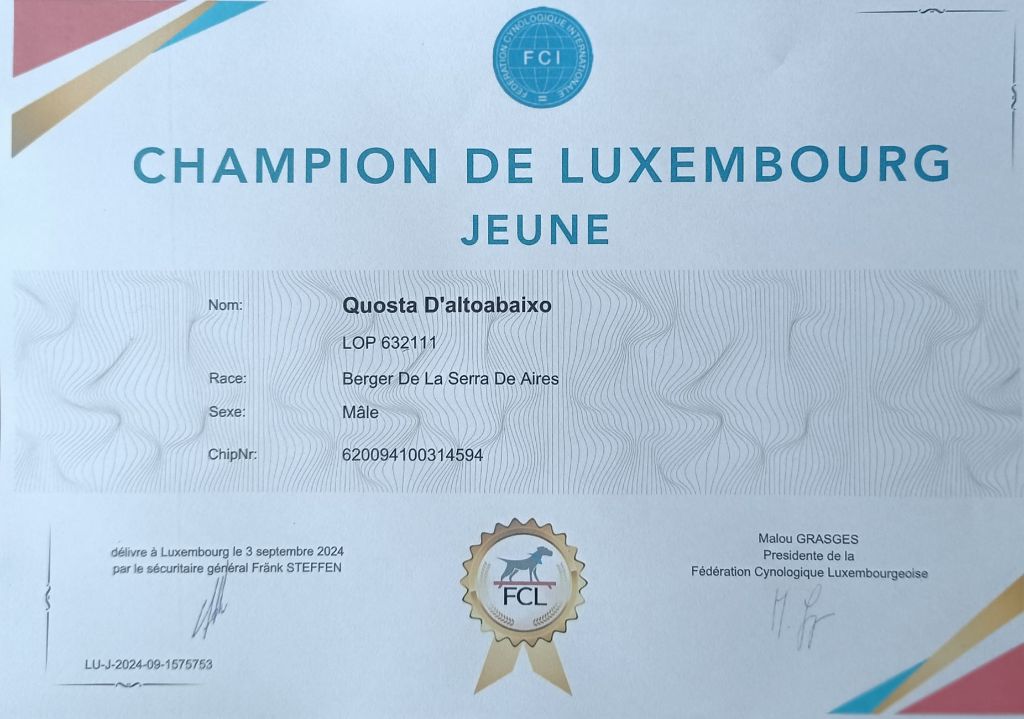 FEDERATION CYNOLOGIQUE INTERNATIONALE
FCI
CHAMPION DE LUXEMBOURG
JEUNE
Nom: Quosta D'altoabaixo
LOP 632111
Race: Berger De La Serra De Aires
Sexe: Mâle
ChipNr: 620094100314594
délivre à Luxembourg le 3 septembre 2024
par le sécuritaire général Fränk STEFFEN
LU-J-2024-09-1575753
FCL
Malou GRASGES
Presidente de la
Fédération Cynologique Luxembourgeoise